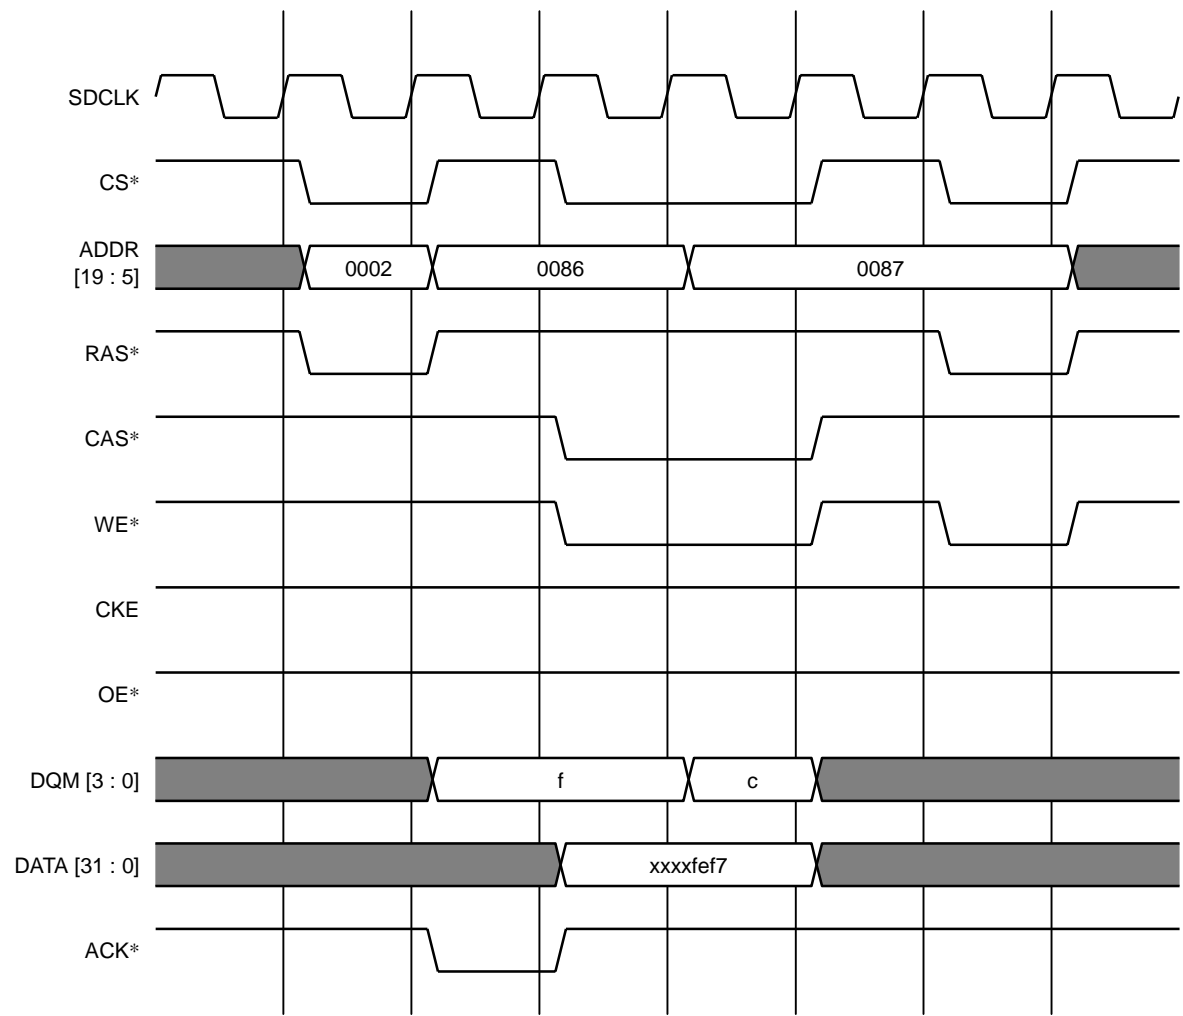 SDCLK
CS*
ADDR
[19 : 5]
0002
0086
0087
RAS*
CAS*
WE*
CKE
OE*
DQM [3 : 0]
f
c
DATA [31 : 0]
xxxxfef7
ACK*